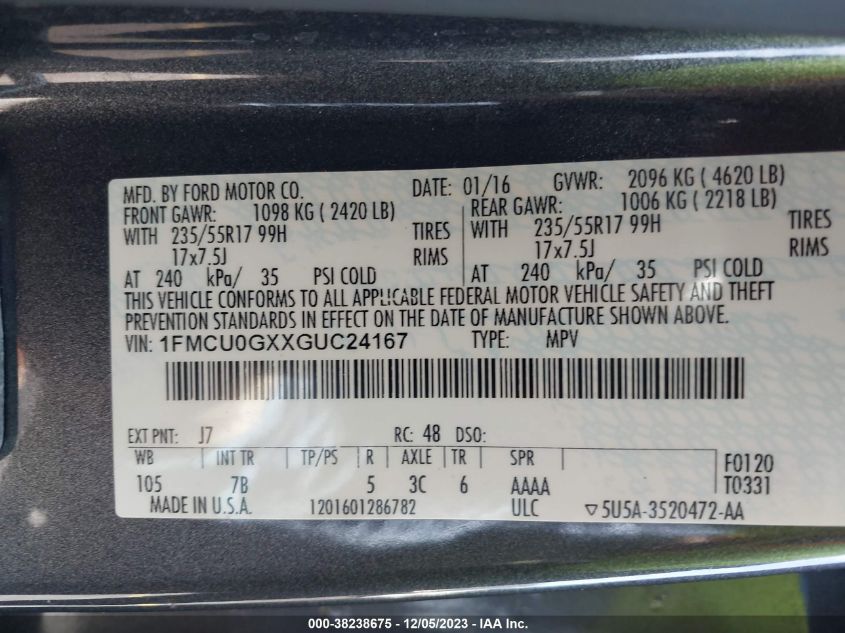 MFD. BY FORD MOTOR CO. DATE: 01/16 GVWR: 2096 KG ( 4620 LB)
FRONT GAWR: 1098 KG ( 2420 LB) REAR GAWR: 1006 KG ( 2218 LB)
WITH 235/55R17 99H TIRES WITH 235/55R17 99H TIRES
17x7.5J RIMS 17x7.5J RIMS
AT 240 kPa/ 35 PSI COLD AT 240 kPa/ 35 PSI COLD
THIS VEHICLE CONFORMS TO ALL APPLICABLE FEDERAL MOTOR VEHICLE SAFETY AND THEFT
PREVENTION STANDARDS IN EFFECT ON THE DATE OF MANUFACTURE SHOWN ABOVE.
VIN: 1FMCU0GXXGUC24167 TYPE: MPV
EXT PNT: J7 RC: 48 DSO:
WB INT TR TP/PS R AXLE TR SPR F0120
105 7B 5 3C 6 AAAA T0331
MADE IN U.S.A. 1201601286782 ULC ▽5U5A-3520472-AA
000-38238675 - 12/05/2023 - IAA Inc.